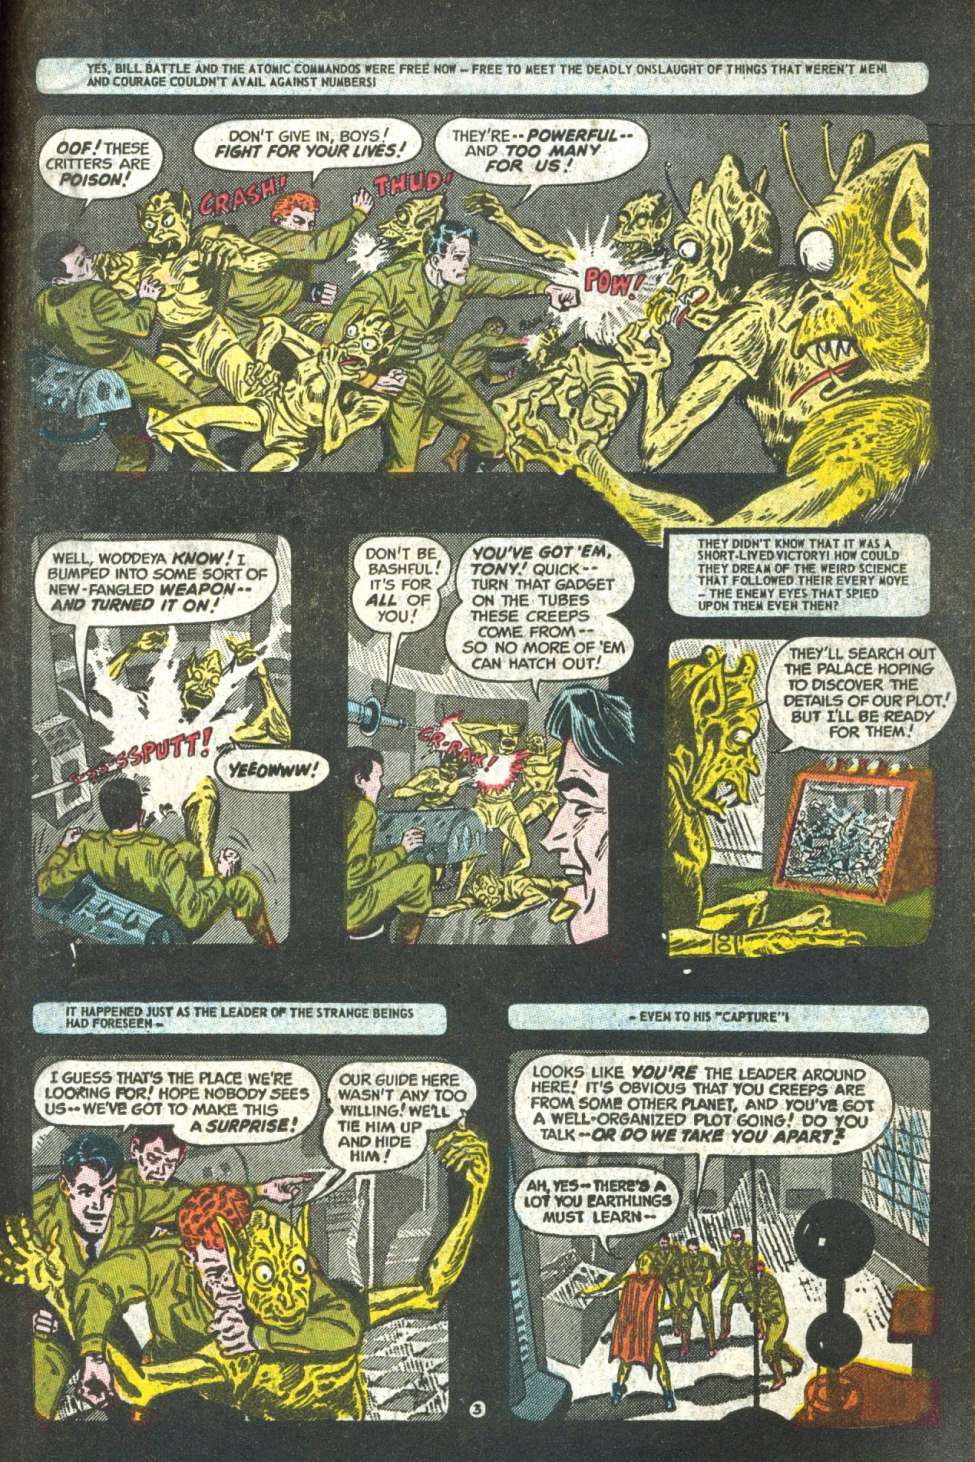 YES, BILL BATTLE AND THE ATOMIC COMMANDOS WERE FREE NOW – FREE TO MEET THE DEADLY ONSLAUGHT OF THINGS THAT WEREN'T MEN!
AND COURAGE COULDN'T AVAIL AGAINST NUMBERS!
OOF! THESE
CRITTERS ARE
POISON!
CRASH!
DON'T GIVE IN, BOYS!
FIGHT FOR YOUR LIVES!
THUD!
THEY'RE-- POWERFUL--
AND TOO MANY
FOR US!
POW!
WELL, WODDEYA KNOW! I
BUMPED INTO SOME SORT OF
NEW-FANGLED WEAPON--
AND TURNED IT ON!
YEEOWWW!
DON'T BE
BASHFUL!
IT'S FOR
ALL OF
YOU!
YOU'VE GOT 'EM,
TONY! QUICK--
TURN THAT GADGET
ON THE TUBES
THESE CREEPS
COME FROM--
SO NO MORE OF 'EM
CAN HATCH OUT!
CR-RAK!
THEY DIDN'T KNOW THAT IT WAS A
SHORT-LIVED VICTORY! HOW COULD
THEY DREAM OF THE WEIRD SCIENCE
THAT FOLLOWED THEIR EVERY MOVE
– THE ENEMY EYES THAT SPIED
UPON THEM EVEN THEN?
THEY'LL SEARCH OUT
THE PALACE HOPING
TO DISCOVER THE
DETAILS OF OUR PLOT!
BUT I'LL BE READY
FOR THEM!
IT HAPPENED JUST AS THE LEADER OF THE STRANGE BEINGS
HAD FORESEEN –
I GUESS THAT'S THE PLACE WE'RE
LOOKING FOR! HOPE NOBODY SEES
US--WE'VE GOT TO MAKE THIS
A SURPRISE!
OUR GUIDE HERE
WASN'T ANY TOO
WILLING! WE'LL
TIE HIM UP
AND HIDE
HIM!
– EVEN TO HIS "CAPTURE"!
LOOKS LIKE YOU'RE THE LEADER AROUND
HERE! IT'S OBVIOUS THAT YOU CREEPS ARE
FROM SOME OTHER PLANET, AND YOU'VE GOT
A WELL-ORGANIZED PLOT GOING! DO YOU
TALK--OR DO WE TAKE YOU APART?
AH, YES-- THERE'S A
LOT YOU EARTHLINGS
MUST LEARN--
3